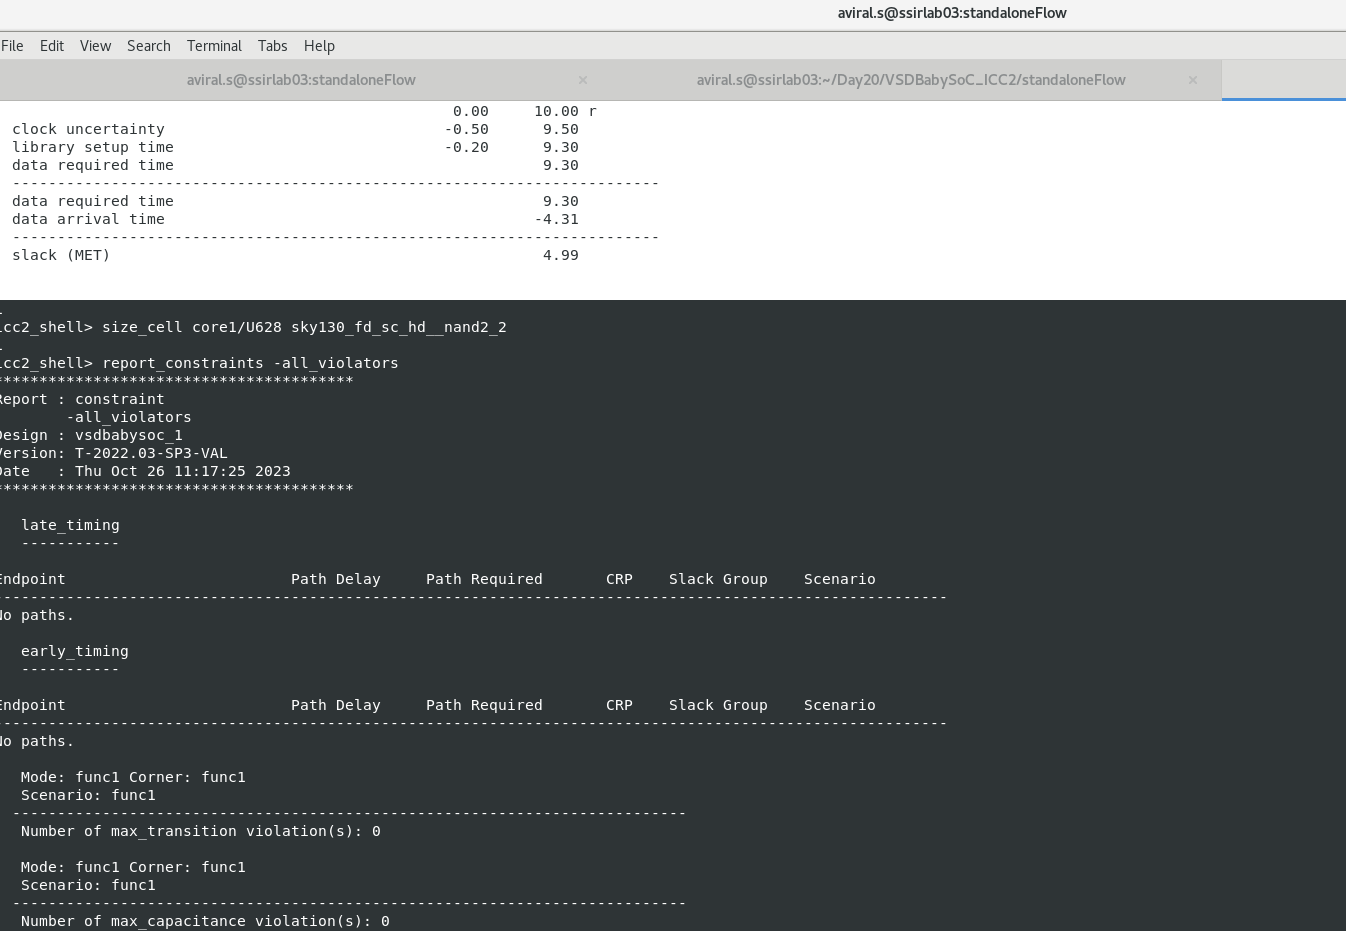 aviral.s@ssirlab03:standaloneFlow
File Edit View Search Terminal Tabs Help
aviral.s@ssirlab03:standaloneFlow × aviral.s@ssirlab03:~/Day20/VSDBabySoC_ICC2/standaloneFlow ×
0.00 10.00 r
clock uncertainty -0.50 9.50
library setup time -0.20 9.30
data required time 9.30
------------------------------------------------------------------------
data required time 9.30
data arrival time -4.31
------------------------------------------------------------------------
slack (MET) 4.99
icc2_shell> size_cell core1/U628 sky130_fd_sc_hd__nand2_2
icc2_shell> report_constraints -all_violators
****************************************
Report : constraint
-all_violators
Design : vsdbabysoc_1
Version: T-2022.03-SP3-VAL
Date : Thu Oct 26 11:17:25 2023
****************************************
late_timing
-----------
Endpoint Path Delay Path Required CRP Slack Group Scenario
----------------------------------------------------------------------------------------------------------
No paths.
early_timing
-----------
Endpoint Path Delay Path Required CRP Slack Group Scenario
----------------------------------------------------------------------------------------------------------
No paths.
Mode: func1 Corner: func1
Scenario: func1
---------------------------------------------------------------------------
Number of max_transition violation(s): 0
Mode: func1 Corner: func1
Scenario: func1
---------------------------------------------------------------------------
Number of max_capacitance violation(s): 0